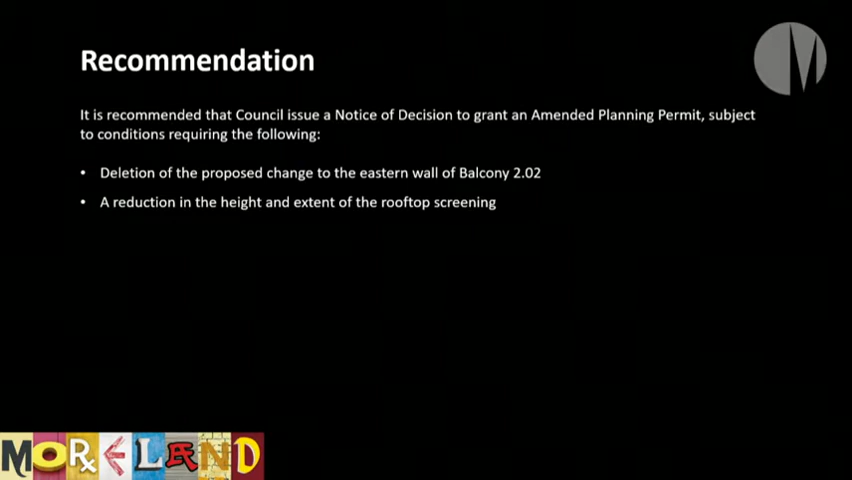 Recommendation
It is recommended that Council issue a Notice of Decision to grant an Amended Planning Permit, subject
to conditions requiring the following:
• Deletion of the proposed change to the eastern wall of Balcony 2.02
• A reduction in the height and extent of the rooftop screening
MORELAND